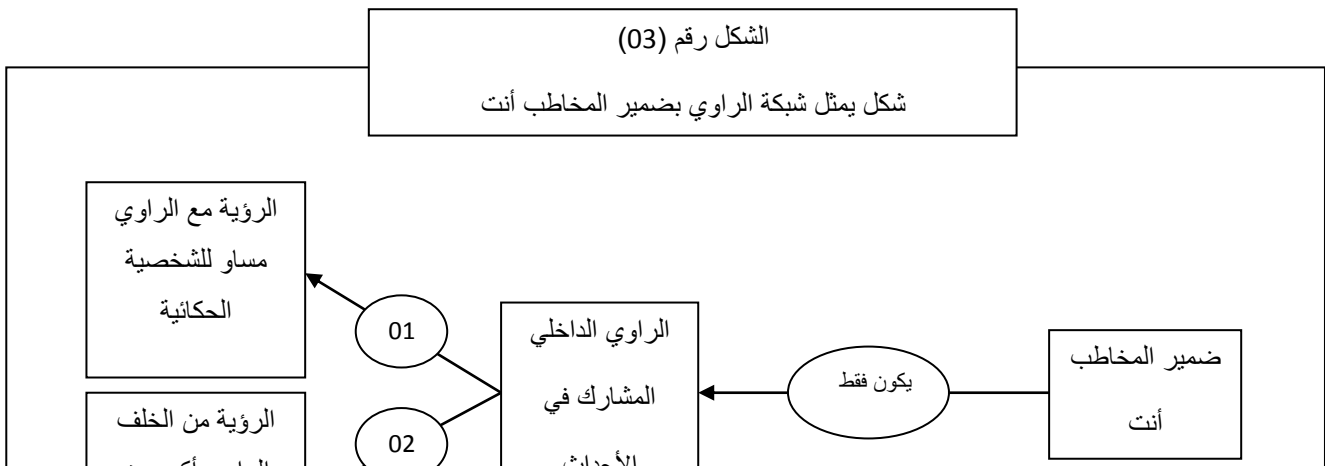 الشكل رقم (03)
شكل يمثل شبكة الراوي بضمير المخاطب أنت
ضمير المخاطب
أنت
يكون فقط
الراوي الداخلي
المشارك في
الأحداث
01
02
الرؤية مع الراوي
مساو للشخصية
الحكائية
الرؤية من الخلف